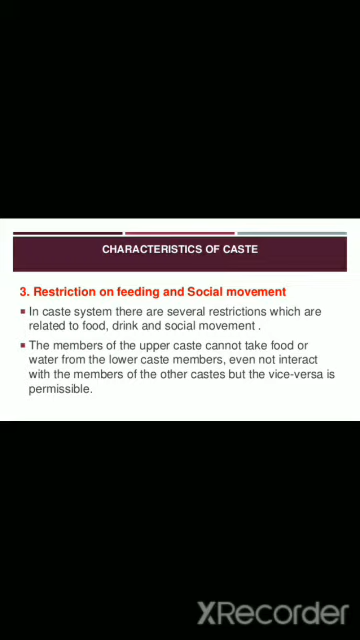 CHARACTERISTICS OF CASTE
3. Restriction on feeding and Social movement
▪ In caste system there are several restrictions which are
related to food, drink and social movement .
▪ The members of the upper caste cannot take food or
water from the lower caste members, even not interact
with the members of the other castes but the vice-versa is
permissible.
XRecorder